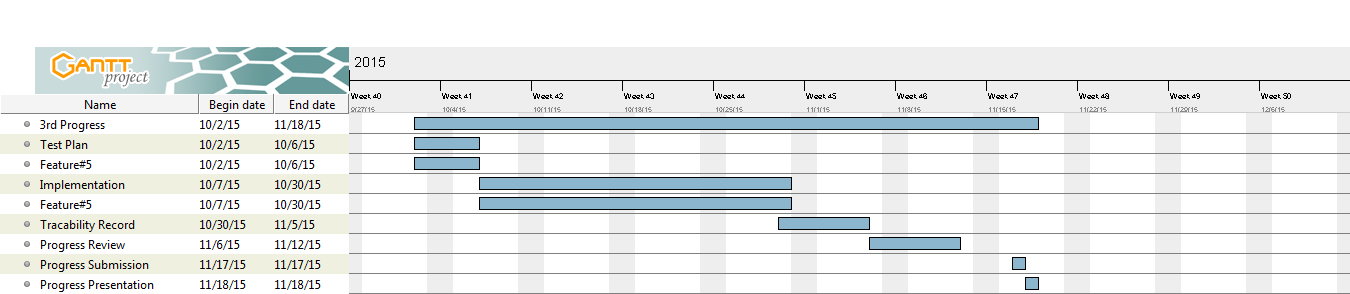 GANTT
project
2015
Week 40 Week 41 Week 42 Week 43 Week 44 Week 45 Week 46 Week 47 Week 48 Week 49 Week 50
Name Begin date End date
9/27/15 10/4/15 10/11/15 10/18/15 10/25/15 11/1/15 11/8/15 11/15/15 11/22/15 11/29/15 12/6/15
3rd Progress 10/2/15 11/18/15
Test Plan 10/2/15 10/6/15
Feature#5 10/2/15 10/6/15
Implementation 10/7/15 10/30/15
Feature#5 10/7/15 10/30/15
Tracability Record 10/30/15 11/5/15
Progress Review 11/6/15 11/12/15
Progress Submission 11/17/15 11/17/15
Progress Presentation 11/18/15 11/18/15